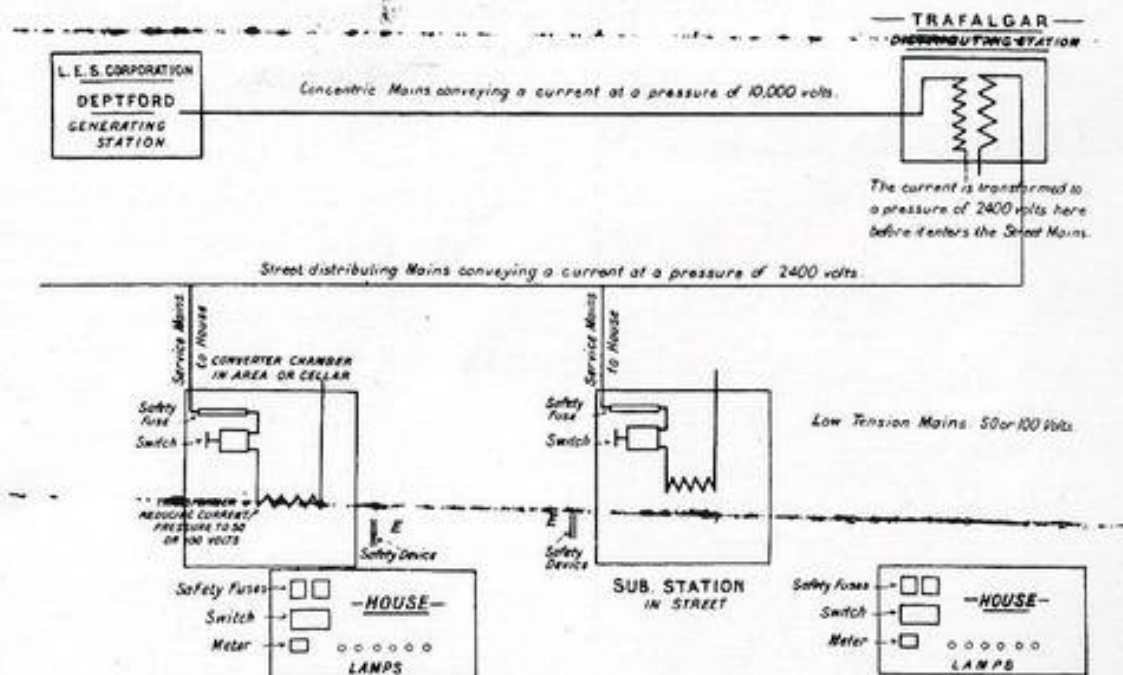 — TRAFALGAR —
DISTRIBUTING STATION
L. E. S. CORPORATION
DEPTFORD
GENERATING
STATION
Concentric Mains conveying a current at a pressure of 10,000 volts.
The current is transformed to
a pressure of 2400 volts here
before it enters the Street Mains.
Street distributing Mains conveying a current at a pressure of 2400 volts.
Service Mains
to House
CONVERTER CHAMBER
IN AREA OR CELLAR
Safety
Fuse
Switch
TRANSFORMER
REDUCING CURRENT
PRESSURE TO 50
OR 100 VOLTS
E
Safety Device
Service Mains
to House
Safety
Fuse
Switch
Low Tension Mains. 50 or 100 Volts
Safety
Device
SUB. STATION
IN STREET
Safety Fuses
Switch
Meter
— HOUSE —
LAMPS
Safety Fuses
Switch
Meter
— HOUSE —
LAMPS